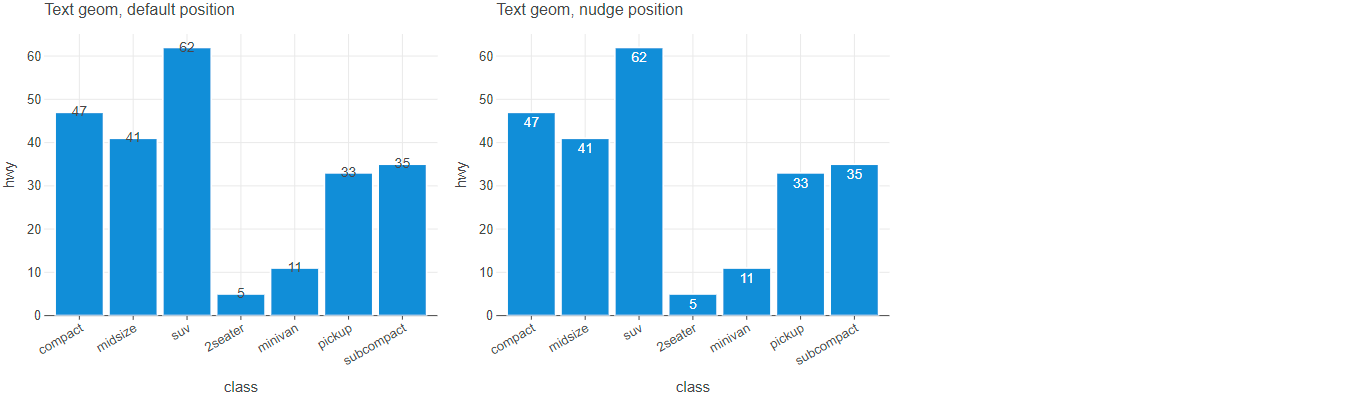 Text geom, default position
62
60
50
47
41
40
35
33
30
20
11
10
5
0
compact
midsize
suv
2seater
minivan
pickup
subcompact
hwy
class
Text geom, nudge position
60
62
50
47
40
41
35
30
33
20
10
11
5
0
compact
midsize
suv
2seater
minivan
pickup
subcompact
hwy
class